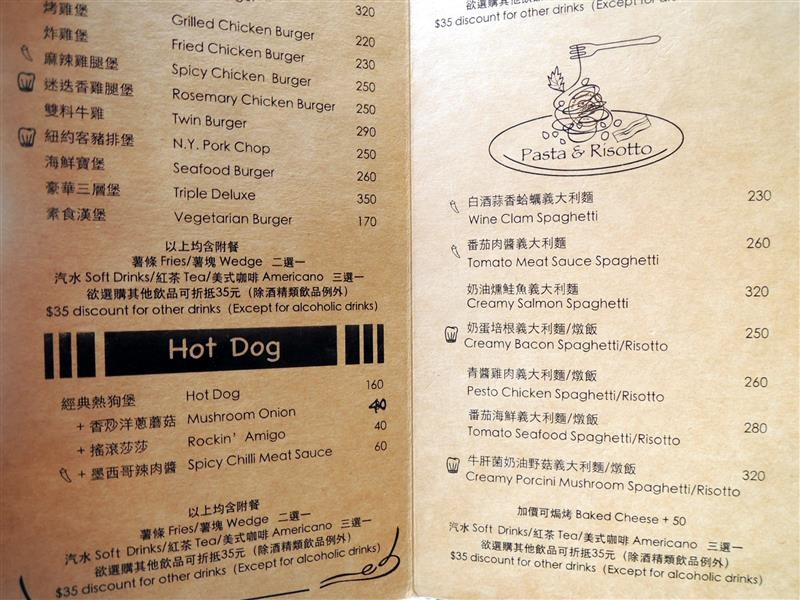 烤雞堡 Grilled Chicken Burger 320
炸雞堡 Fried Chicken Burger 220
麻辣雞腿堡 Spicy Chicken Burger 230
迷迭香雞腿堡 Rosemary Chicken Burger 250
雙料牛雞 Twin Burger 250
紐約客豬排堡 N.Y. Pork Chop 290
海鮮寶堡 Seafood Burger 250
豪華三層堡 Triple Deluxe 260
素食漢堡 Vegetarian Burger 350
170
以上均含附餐
薯條 Fries/薯塊 Wedge 二選一
汽水 Soft Drinks/紅茶 Tea/美式咖啡 Americano 三選一
欲選購其他飲品可折抵35元（除酒精類飲品例外）
$35 discount for other drinks (Except for alcoholic drinks)
Hot Dog
經典熱狗堡 Hot Dog 160
+ 香炒洋蔥蘑菇 Mushroom Onion 40
+ 搖滾莎莎 Rockin' Amigo 40
+ 墨西哥辣肉醬 Spicy Chilli Meat Sauce 60
以上均含附餐
薯條 Fries/薯塊 Wedge 二選一
汽水 Soft Drinks/紅茶 Tea/美式咖啡 Americano 三選一
欲選購其他飲品可折抵35元（除酒精類飲品例外）
$35 discount for other drinks (Except for alcoholic drinks)
$35 discount for other drinks (Except for
Pasta & Risotto
白酒蒜香蛤蠣義大利麵 230
Wine Clam Spaghetti
番茄肉醬義大利麵 260
Tomato Meat Sauce Spaghetti
奶油燻鮭魚義大利麵 320
Creamy Salmon Spaghetti
奶蛋培根義大利麵/燉飯 250
Creamy Bacon Spaghetti/Risotto
青醬雞肉義大利麵/燉飯 260
Pesto Chicken Spaghetti/Risotto
番茄海鮮義大利麵/燉飯 280
Tomato Seafood Spaghetti/Risotto
牛肝菌奶油野菇義大利麵/燉飯 320
Creamy Porcini Mushroom Spaghetti/Risotto
加價可焗烤 Baked Cheese + 50
汽水 Soft Drinks/紅茶 Tea/美式咖啡 Americano 三選一
欲選購其他飲品可折抵35元（除酒精類飲品例外）
$35 discount for other drinks (Except for alcoholic drinks)